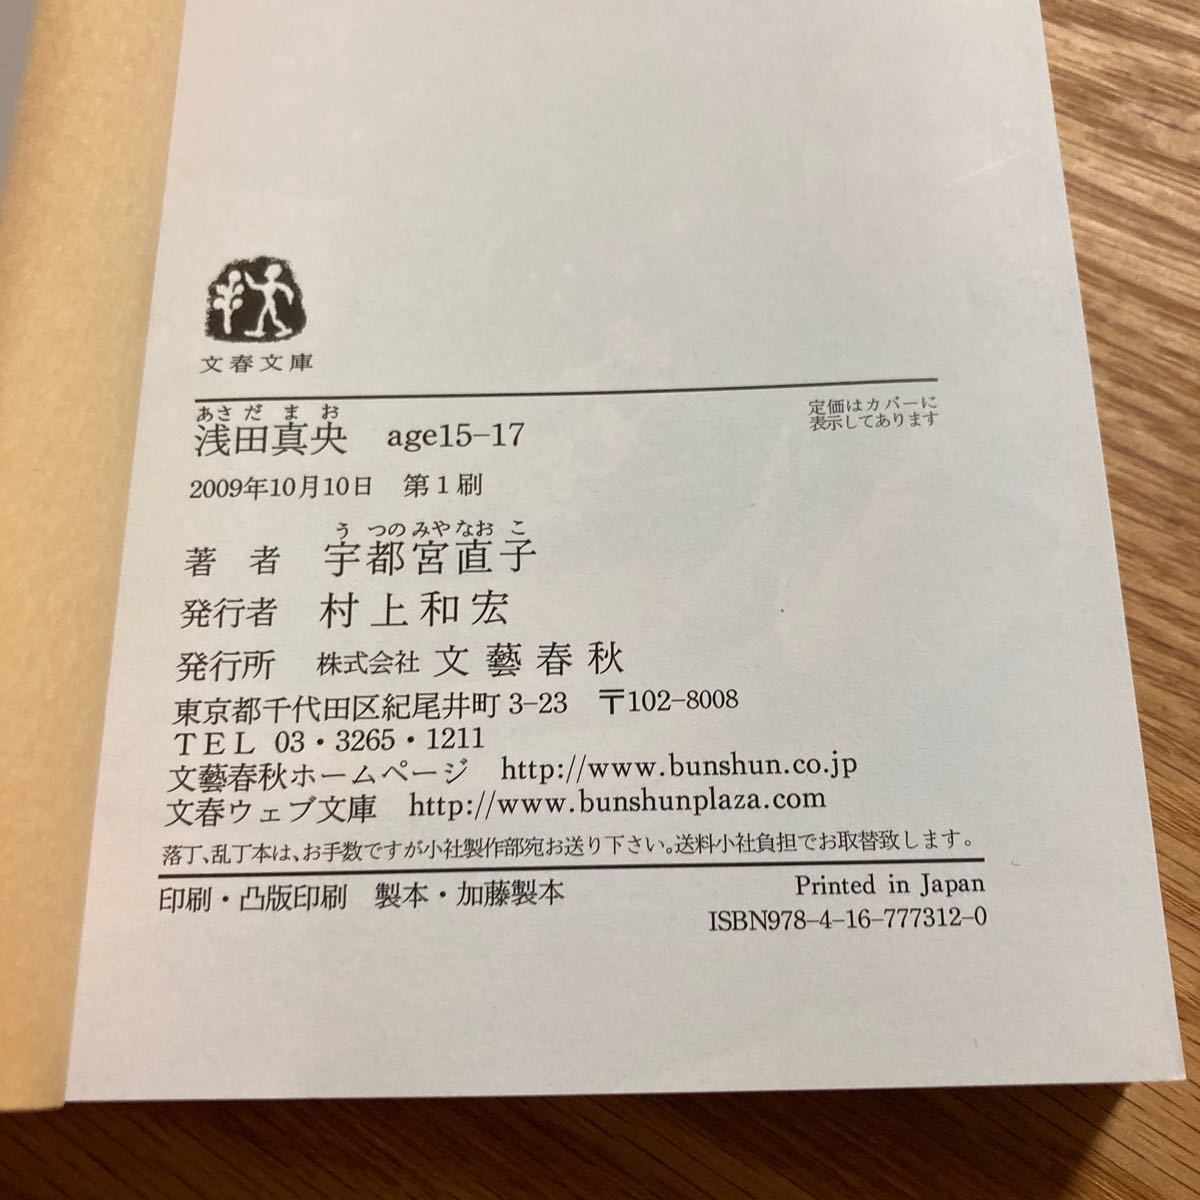 文春文庫
あさだまお
浅田真央 age15-17
定価はカバーに
表示してあります
2009年10月10日 第1刷
うつのみやなおこ
著者 宇都宮直子
発行者 村上和宏
発行所 株式会社 文藝春秋
東京都千代田区紀尾井町 3-23 〒102-8008
TEL 03・3265・1211
文藝春秋ホームページ http://www.bunshun.co.jp
文春ウェブ文庫 http://www.bunshunplaza.com
落丁、乱丁本は、お手数ですが小社製作部宛お送り下さい。送料小社負担でお取替致します。
印刷・凸版印刷 製本・加藤製本
Printed in Japan
ISBN978-4-16-777312-0